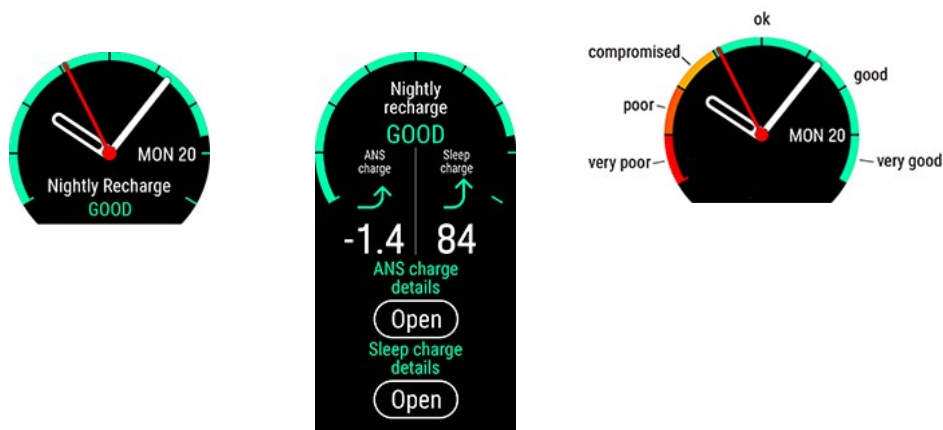 MON 20
Nightly Recharge
GOOD
Nightly
recharge
GOOD
ANS
charge
Sleep
charge
-1.4
84
ANS charge
details
Open
Sleep charge
details
Open
ok
compromised
good
poor
MON 20
very poor
very good